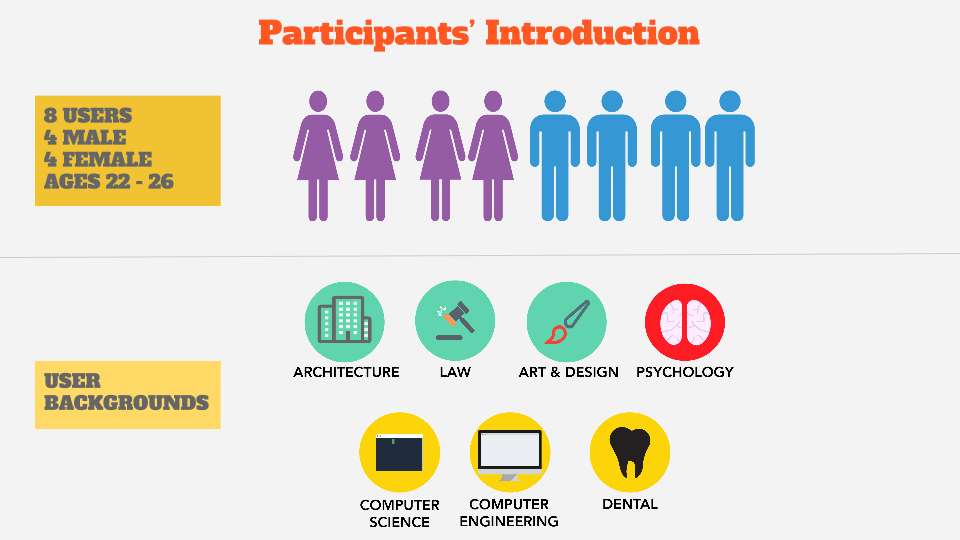 Participants’ Introduction
8 USERS
4 MALE
4 FEMALE
AGES 22 - 26
ARCHITECTURE
LAW
ART & DESIGN
PSYCHOLOGY
USER
BACKGROUNDS
COMPUTER
SCIENCE
COMPUTER
ENGINEERING
DENTAL